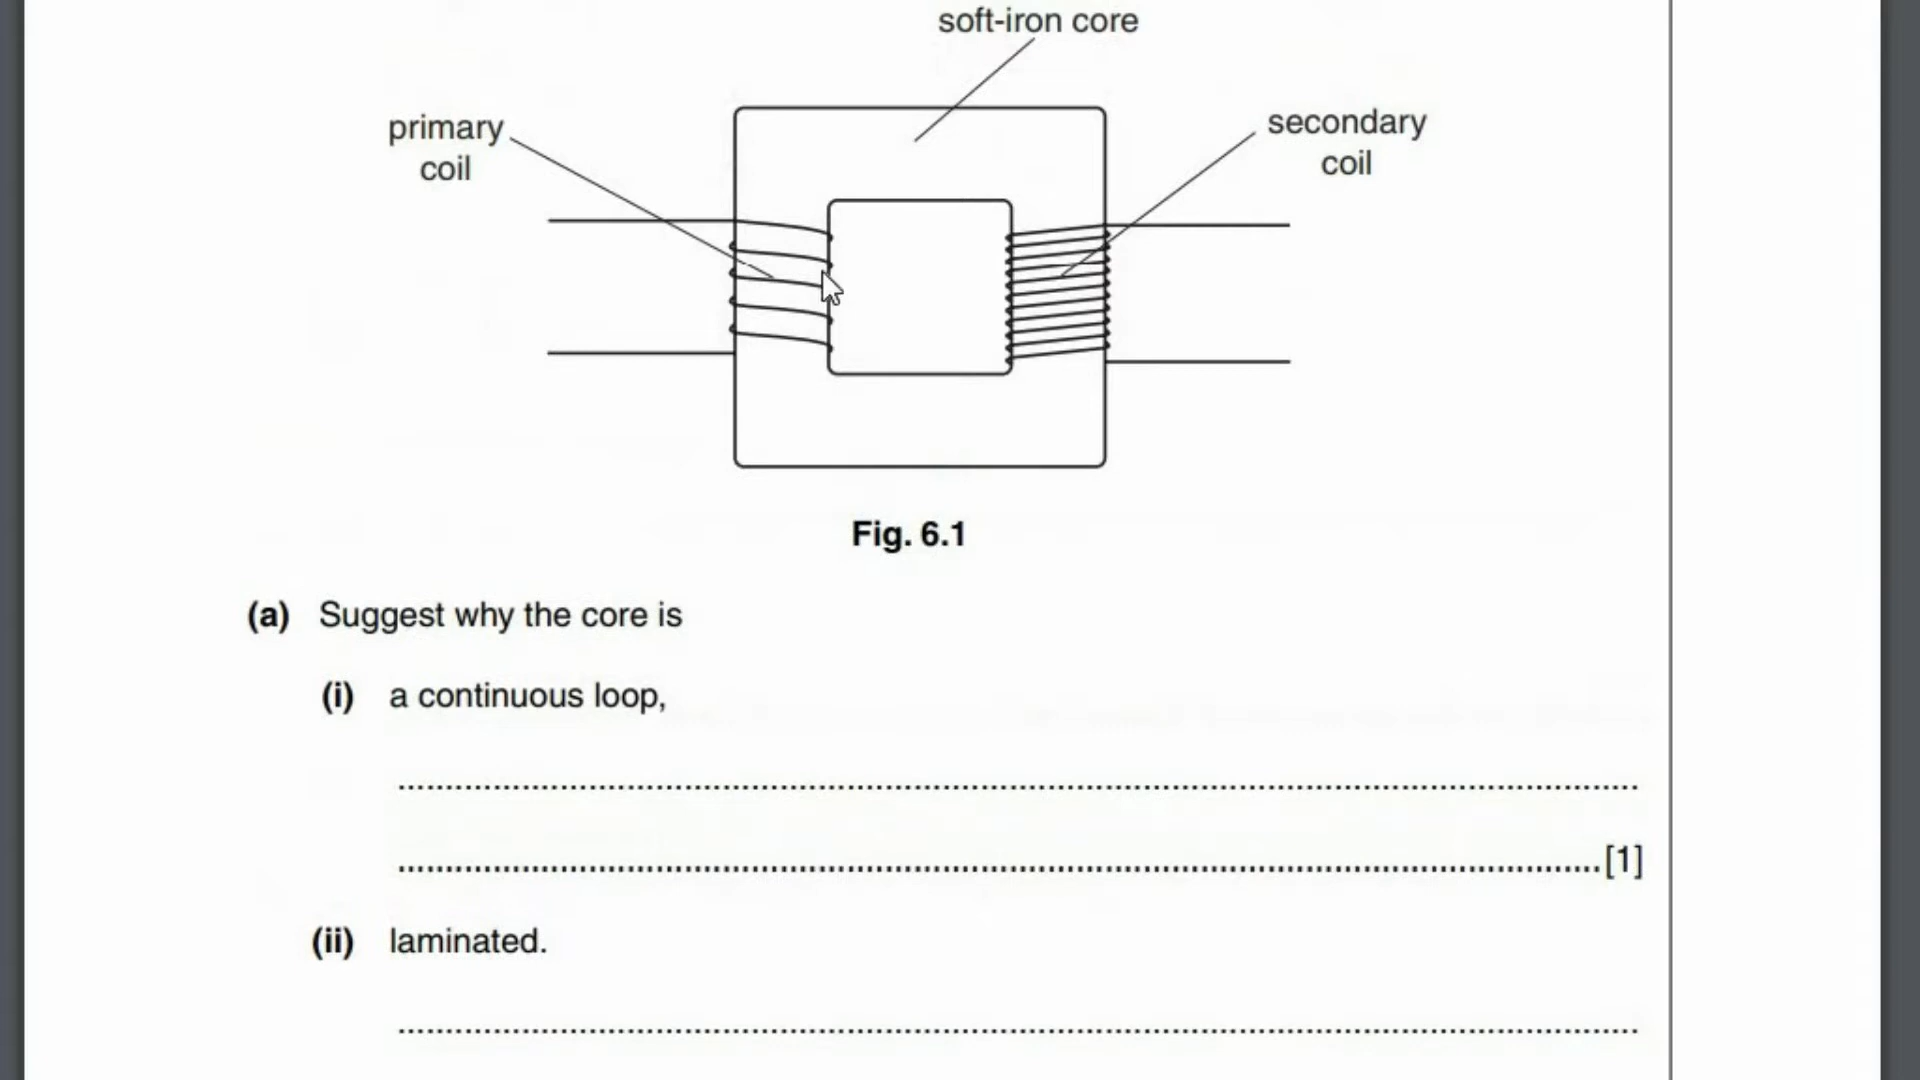 soft-iron core
primary
coil
secondary
coil
Fig. 6.1
(a) Suggest why the core is
(i) a continuous loop,
..........................................................................................
..........................................................................................[1]
(ii) laminated.
..........................................................................................